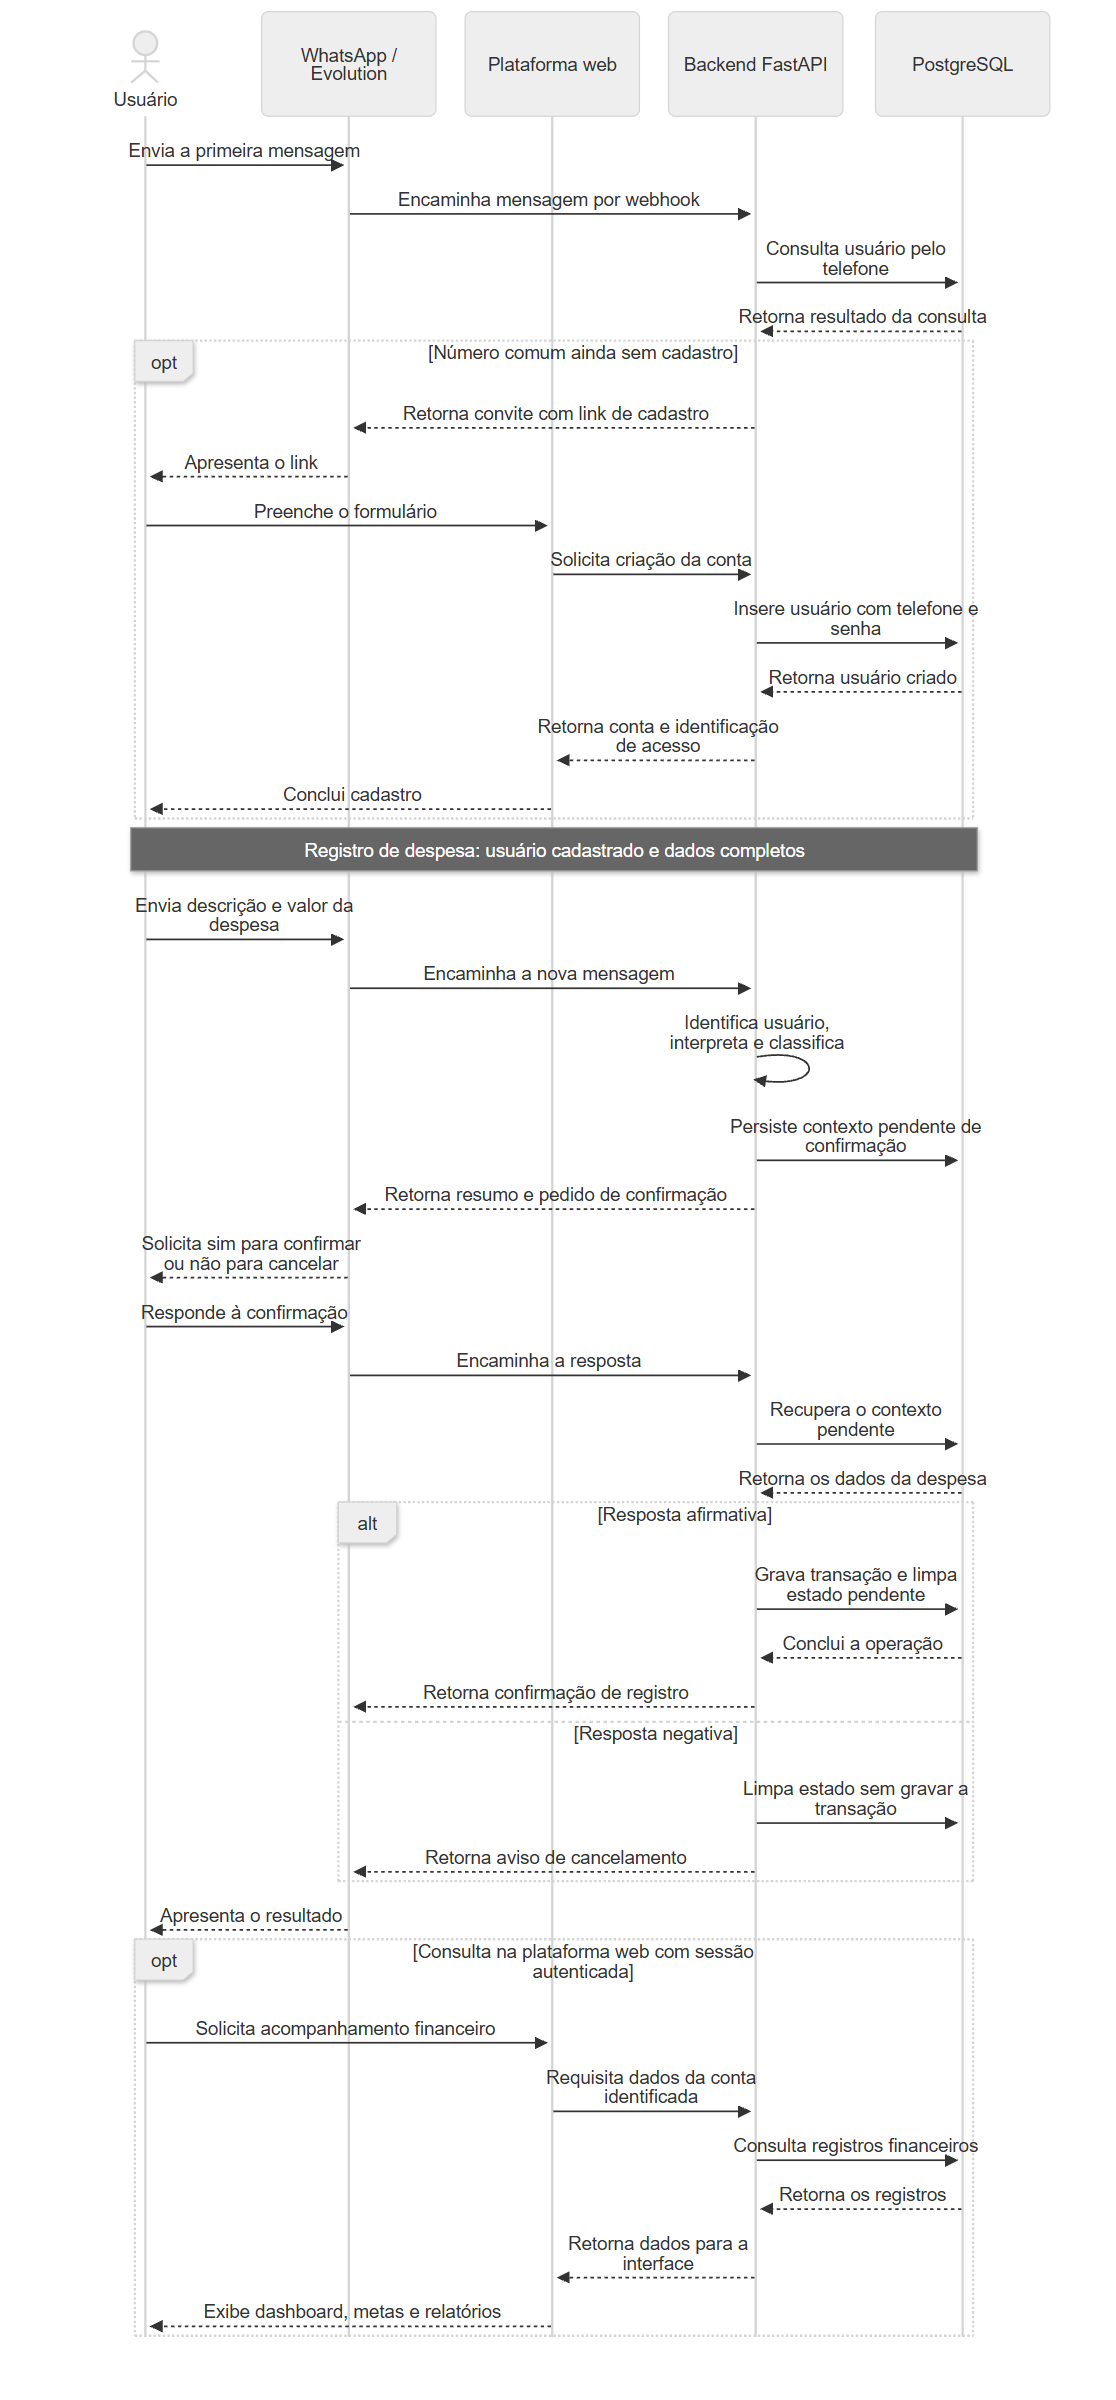 Usuário
WhatsApp /
Evolution
Plataforma web
Backend FastAPI
PostgreSQL
Envia a primeira mensagem
Encaminha mensagem por webhook
Consulta usuário pelo
telefone
Retorna resultado da consulta
opt
[Número comum ainda sem cadastro]
Retorna convite com link de cadastro
Apresenta o link
Preenche o formulário
Solicita criação da conta
Insere usuário com telefone e
senha
Retorna usuário criado
Retorna conta e identificação
de acesso
Conclui cadastro
Registro de despesa: usuário cadastrado e dados completos
Envia descrição e valor da
despesa
Encaminha a nova mensagem
Identifica usuário,
interpreta e classifica
Persiste contexto pendente de
confirmação
Retorna resumo e pedido de confirmação
Solicita sim para confirmar
ou não para cancelar
Responde à confirmação
Encaminha a resposta
Recupera o contexto
pendente
Retorna os dados da despesa
alt
[Resposta afirmativa]
Grava transação e limpa
estado pendente
Conclui a operação
Retorna confirmação de registro
[Resposta negativa]
Limpa estado sem gravar a
transação
Retorna aviso de cancelamento
Apresenta o resultado
opt
[Consulta na plataforma web com sessão
autenticada]
Solicita acompanhamento financeiro
Requisita dados da conta
identificada
Consulta registros financeiros
Retorna os registros
Retorna dados para a
interface
Exibe dashboard, metas e relatórios